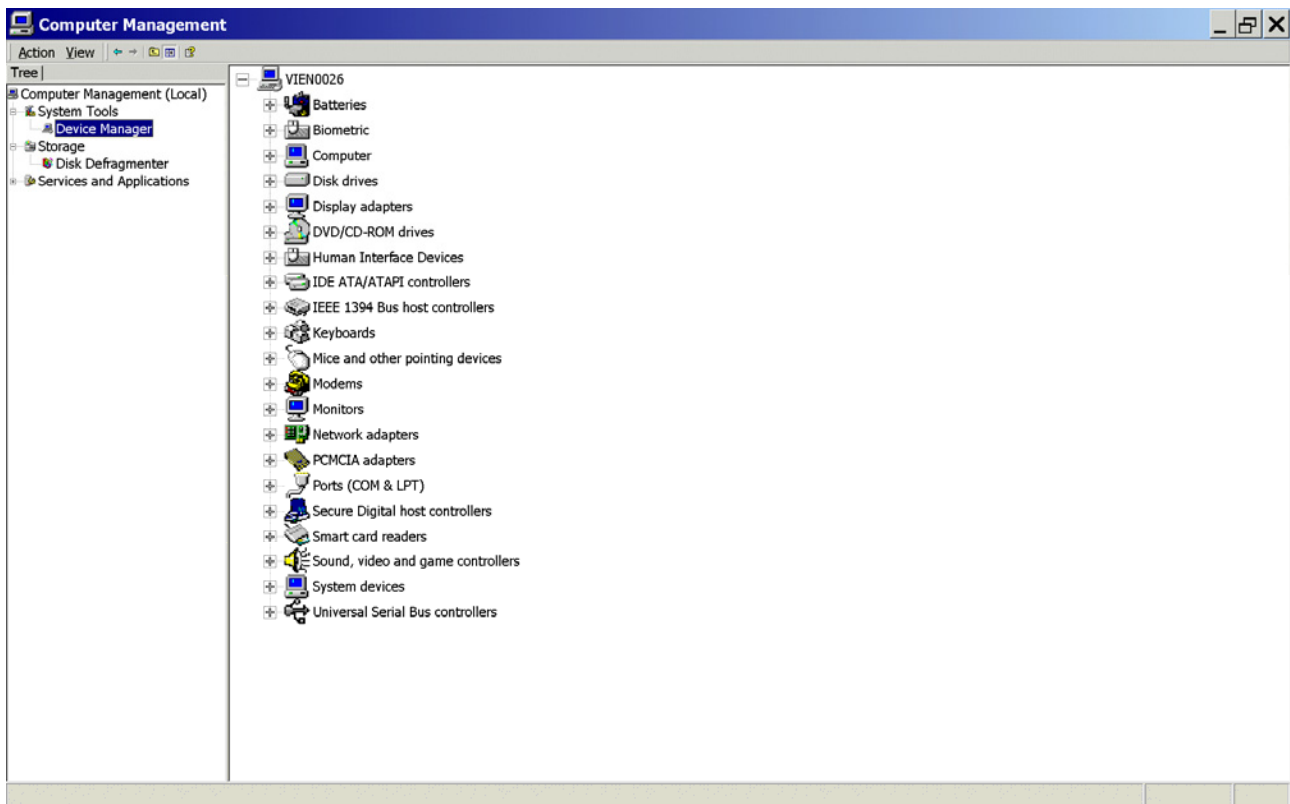 Computer Management
Action View
Tree
Computer Management (Local)
System Tools
Device Manager
Storage
Disk Defragmenter
Services and Applications
VIEN0026
Batteries
Biometric
Computer
Disk drives
Display adapters
DVD/CD-ROM drives
Human Interface Devices
IDE ATA/ATAPI controllers
IEEE 1394 Bus host controllers
Keyboards
Mice and other pointing devices
Modems
Monitors
Network adapters
PCMCIA adapters
Ports (COM & LPT)
Secure Digital host controllers
Smart card readers
Sound, video and game controllers
System devices
Universal Serial Bus controllers